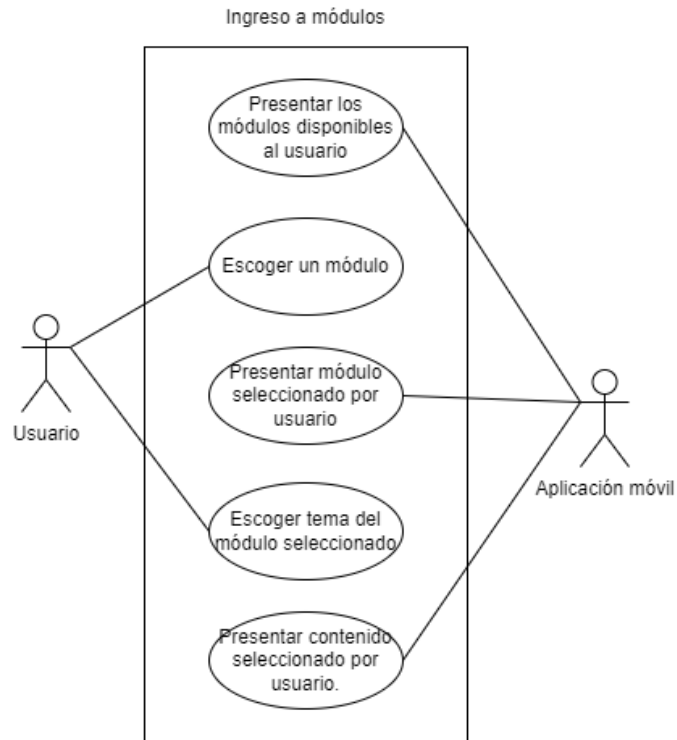 Ingreso a módulos
Presentar los
módulos disponibles
al usuario
Escoger un módulo
Presentar módulo
seleccionado por
usuario
Usuario
Aplicación móvil
Escoger tema del
módulo seleccionado
Presentar contenido
seleccionado por
usuario.